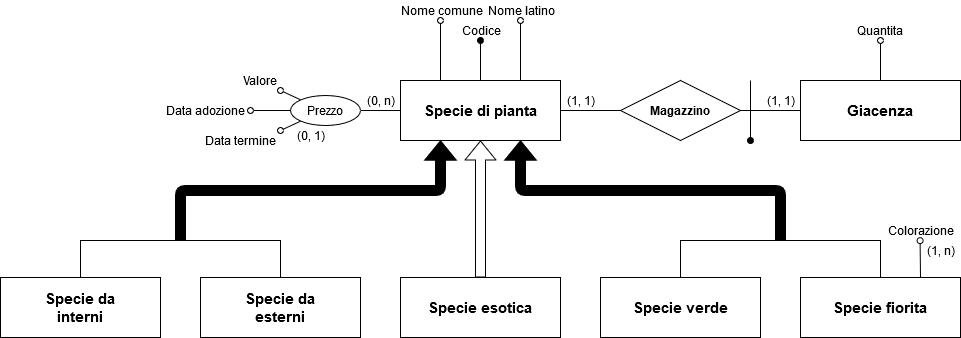 Nome comune
Nome latino
Codice
Quantita
Valore
Data adozione
Data termine
Prezzo
(0, n)
(0, 1)
Specie di pianta
(1, 1)
Magazzino
(1, 1)
Giacenza
Colorazione
(1, n)
Specie da
interni
Specie da
esterni
Specie esotica
Specie verde
Specie fiorita